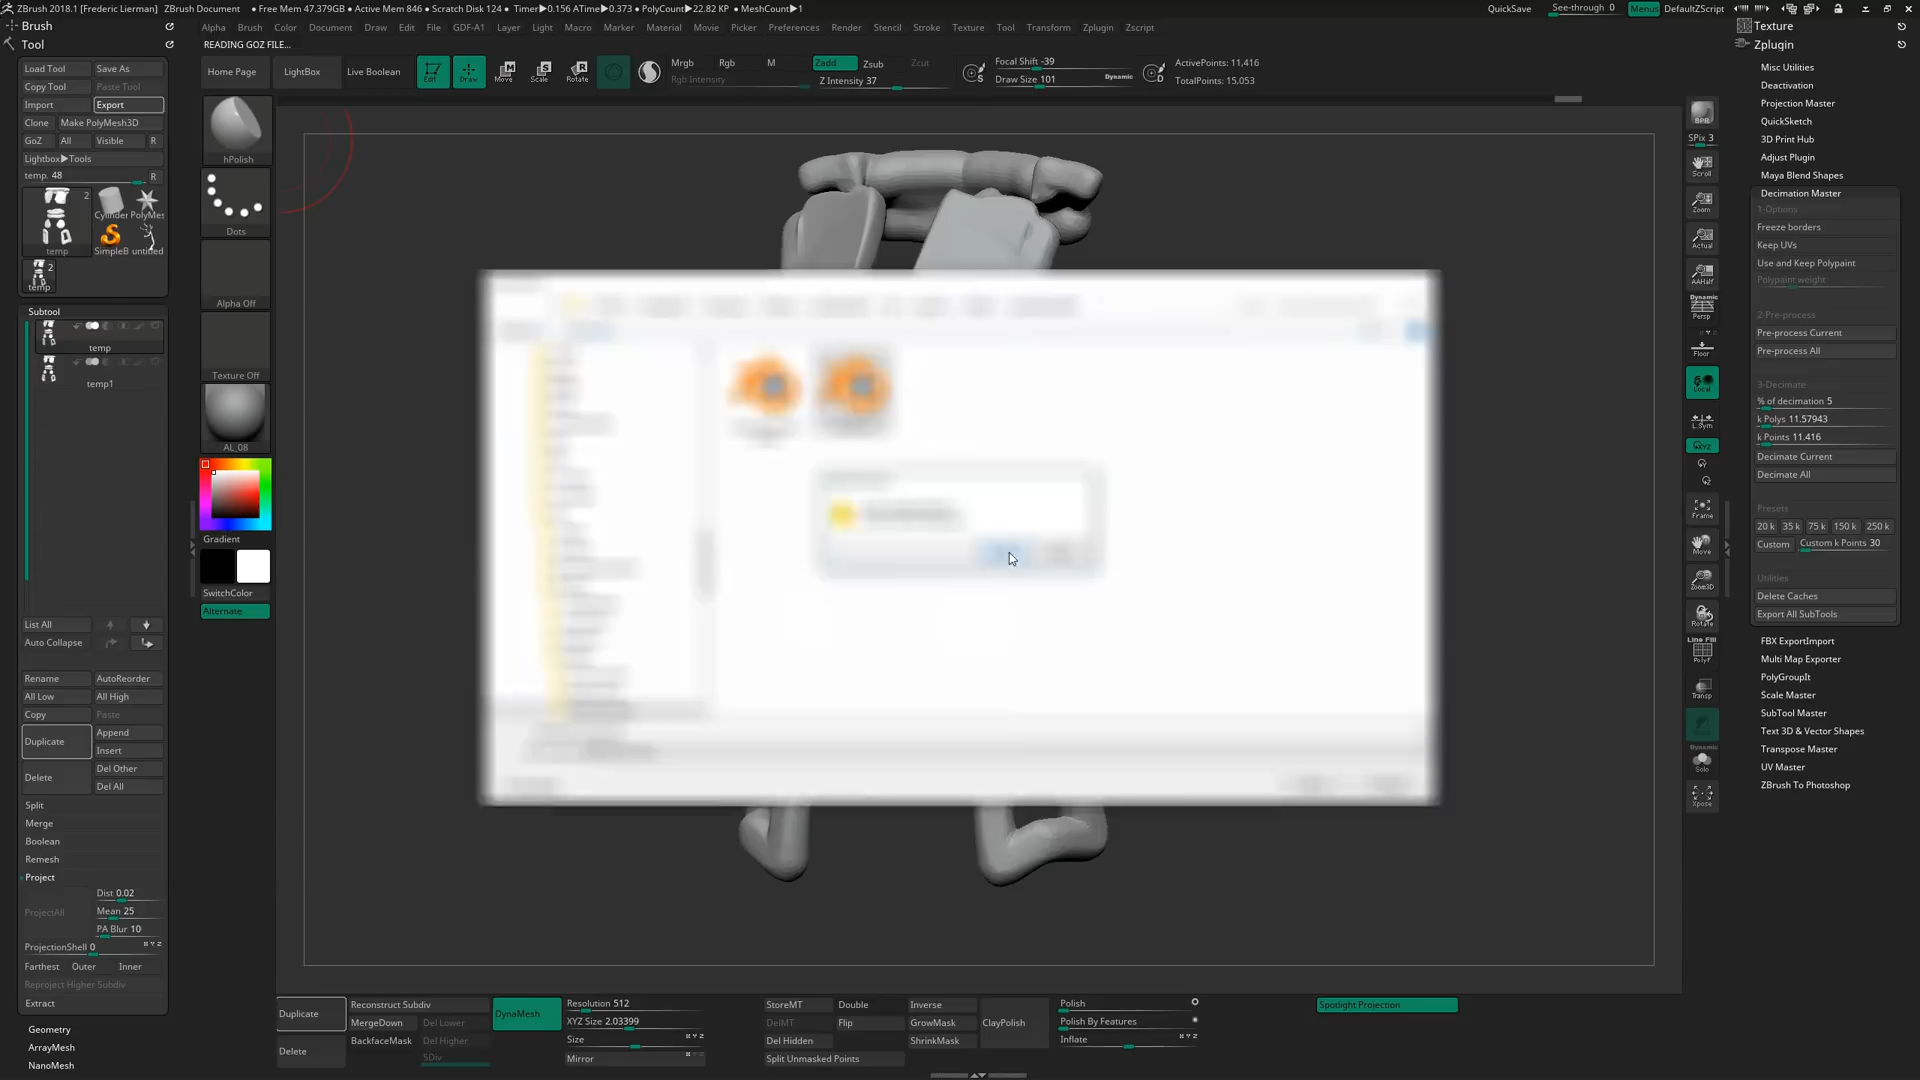 ZBrush 2018.1 [Frederic Lierman]   ZBrush Document   • Free Mem 47.379GB • Active Mem 846 • Scratch Disk 124 • Timer▶0.156 ATime▶0.373 • PolyCount▶22.82 KP • MeshCount▶1
QuickSave See-through 0 Menus DefaultZScript
Brush
Tool
Alpha Brush Color Document Draw Edit File GDF-A1 Layer Light Macro Marker Material Movie Picker Preferences Render Stencil Stroke Texture Tool Transform Zplugin Zscript
READING GOZ FILE...
Load Tool Save As
Copy Tool Paste Tool
Import Export
Clone Make PolyMesh3D
GoZ All Visible R
Lightbox▶Tools
temp. 48 R
2
Cylinder PolyMes
temp SimpleB untitled
2
temp
Subtool
temp
temp1
List All
Auto Collapse
Rename AutoReorder
All Low All High
Copy Paste
Duplicate Append
Insert
Delete Del Other
Del All
Split
Merge
Boolean
Remesh
Project
ProjectAll Dist 0.02
Mean 25
PA Blur 10
ProjectionShell 0
Farthest Outer Inner
Reproject Higher Subdiv
Extract
Geometry
ArrayMesh
NanoMesh
Home Page LightBox Live Boolean Edit Draw Move Scale Rotate
Mrgb Rgb M Zadd Zsub Zcut
Rgb Intensity Z Intensity 37
Focal Shift -39
Draw Size 101 Dynamic
ActivePoints: 11,416
TotalPoints: 15,053
hPolish
Dots
Alpha Off
Texture Off
AL_08
Gradient
SwitchColor
Alternate
BPR
SPix 3
Scroll
Zoom
Actual
AAHalf
Dynamic
Persp
Floor
Local
L.Sym
Frame
Move
Zoom3D
Rotate
Line Fill
PolyF
Transp
Dynamic
Solo
Xpose
Texture
Zplugin
Misc Utilities
Deactivation
Projection Master
QuickSketch
3D Print Hub
Adjust Plugin
Maya Blend Shapes
Decimation Master
1-Options
Freeze borders
Keep UVs
Use and Keep Polypaint
Polypaint weight
2-Pre-process
Pre-process Current
Pre-process All
3-Decimate
% of decimation 5
k Polys 11.57943
k Points 11.416
Decimate Current
Decimate All
Presets
20 k 35 k 75 k 150 k 250 k
Custom Custom k Points 30
Utilities
Delete Caches
Export All SubTools
FBX ExportImport
Multi Map Exporter
PolyGroupIt
Scale Master
SubTool Master
Text 3D & Vector Shapes
Transpose Master
UV Master
ZBrush To Photoshop
Duplicate
Delete
Reconstruct Subdiv
MergeDown Del Lower
BackfaceMask Del Higher
SDiv
DynaMesh
Resolution 512
XYZ Size 2.03399
Size
Mirror
StoreMT Double Inverse
DelMT Flip GrowMask
Del Hidden ShrinkMask
Split Unmasked Points
ClayPolish
Polish
Polish By Features
Inflate
Spotlight Projection